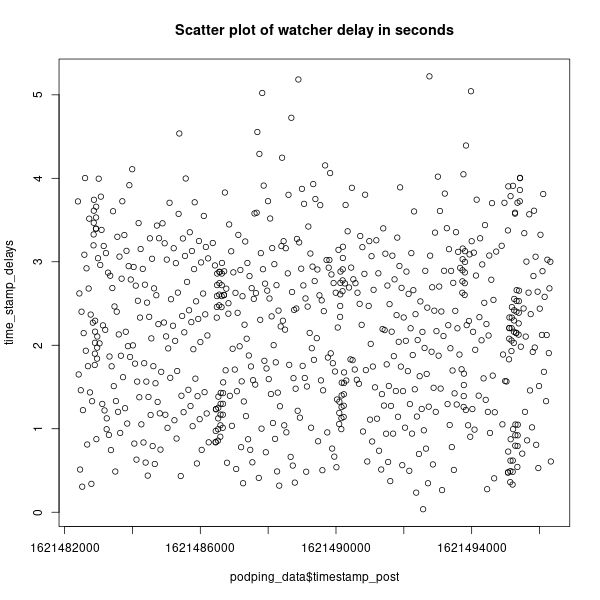 Scatter plot of watcher delay in seconds
time_stamp_delays
5
4
3
2
1
0
1621482000 1621486000 1621490000 1621494000
podping_data$timestamp_post